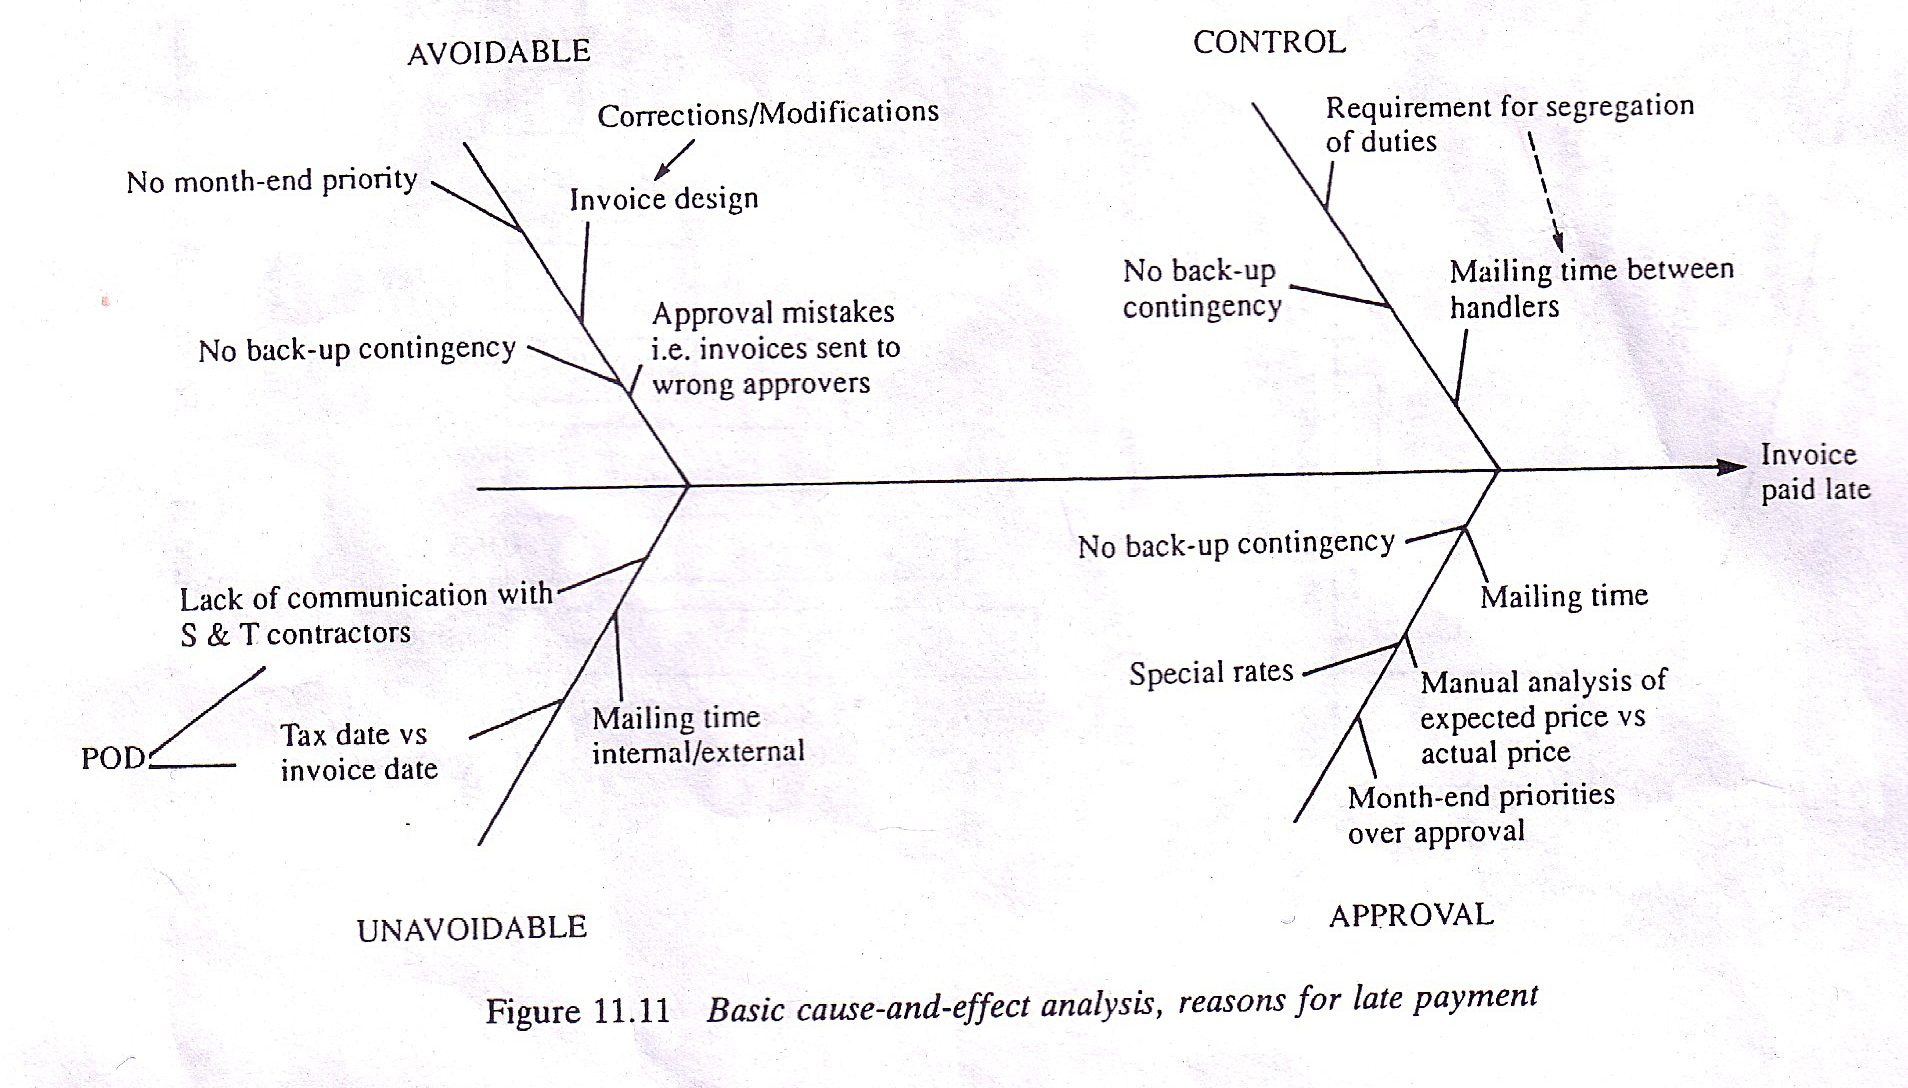 AVOIDABLE
CONTROL
Corrections/Modifications
Requirement for segregation
of duties
No month-end priority
Invoice design
No back-up
contingency
Mailing time between
handlers
No back-up contingency
Approval mistakes
i.e. invoices sent to
wrong approvers
Invoice
paid late
No back-up contingency
Mailing time
Lack of communication with
S & T contractors
Special rates
Manual analysis of
expected price vs
actual price
POD
Tax date vs
invoice date
Mailing time
internal/external
Month-end priorities
over approval
UNAVOIDABLE
APPROVAL
Figure 11.11 Basic cause-and-effect analysis, reasons for late payment